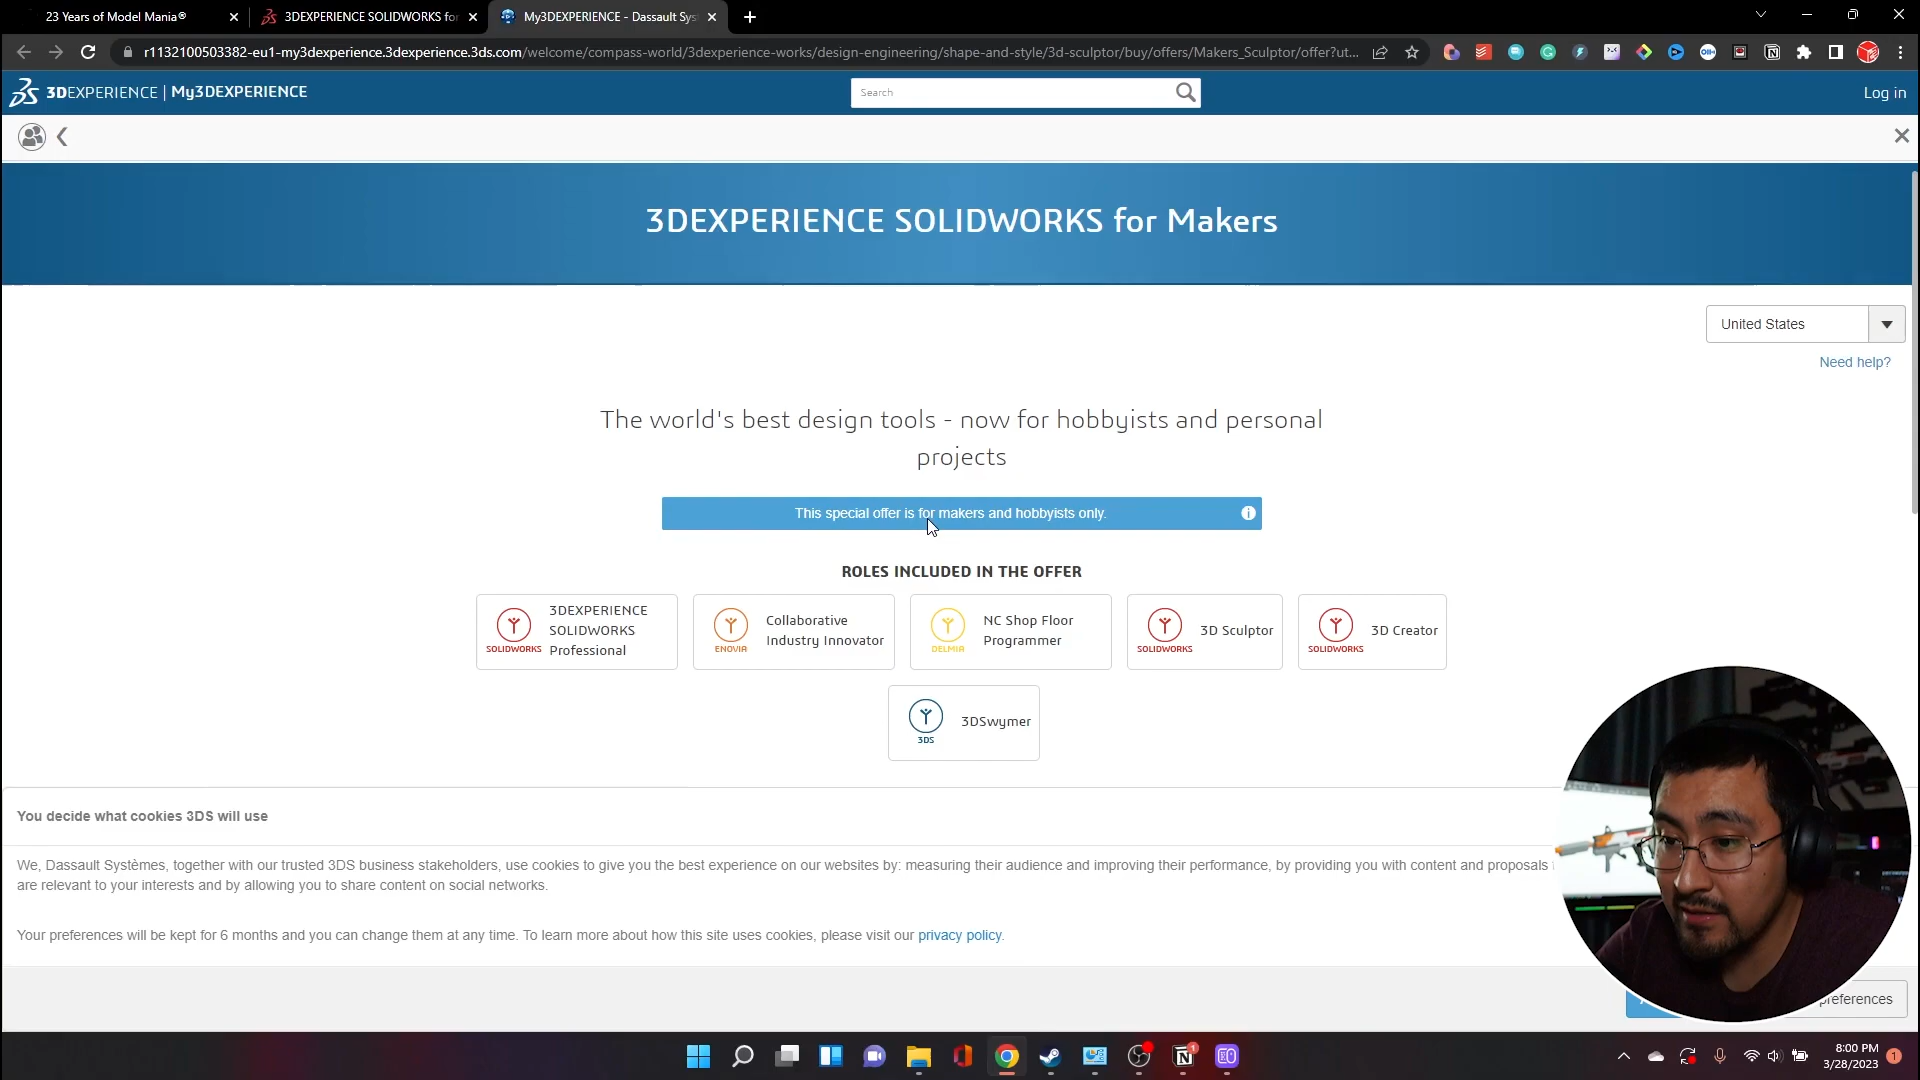 23 Years of Model Mania®
3DEXPERIENCE SOLIDWORKS for
My3DEXPERIENCE - Dassault Sys
r1132100503382-eu1-my3dexperience.3dexperience.3ds.com/welcome/compass-world/3dexperience-works/design-engineering/shape-and-style/3d-sculptor/buy/offers/Makers_Sculptor/offer?ut...
3DEXPERIENCE | My3DEXPERIENCE
Search
Log in
3DEXPERIENCE SOLIDWORKS for Makers
United States
Need help?
The world's best design tools - now for hobbyists and personal
projects
This special offer is for makers and hobbyists only.
ROLES INCLUDED IN THE OFFER
SOLIDWORKS
3DEXPERIENCE
SOLIDWORKS
Professional
ENOVIA
Collaborative
Industry Innovator
DELMIA
NC Shop Floor
Programmer
SOLIDWORKS
3D Sculptor
SOLIDWORKS
3D Creator
3DS
3DSwymer
You decide what cookies 3DS will use
We, Dassault Systèmes, together with our trusted 3DS business stakeholders, use cookies to give you the best experience on our websites by: measuring their audience and improving their performance, by providing you with content and proposals
are relevant to your interests and by allowing you to share content on social networks.
Your preferences will be kept for 6 months and you can change them at any time. To learn more about how this site uses cookies, please visit our privacy policy.
preferences
8:00 PM
3/28/2023
1